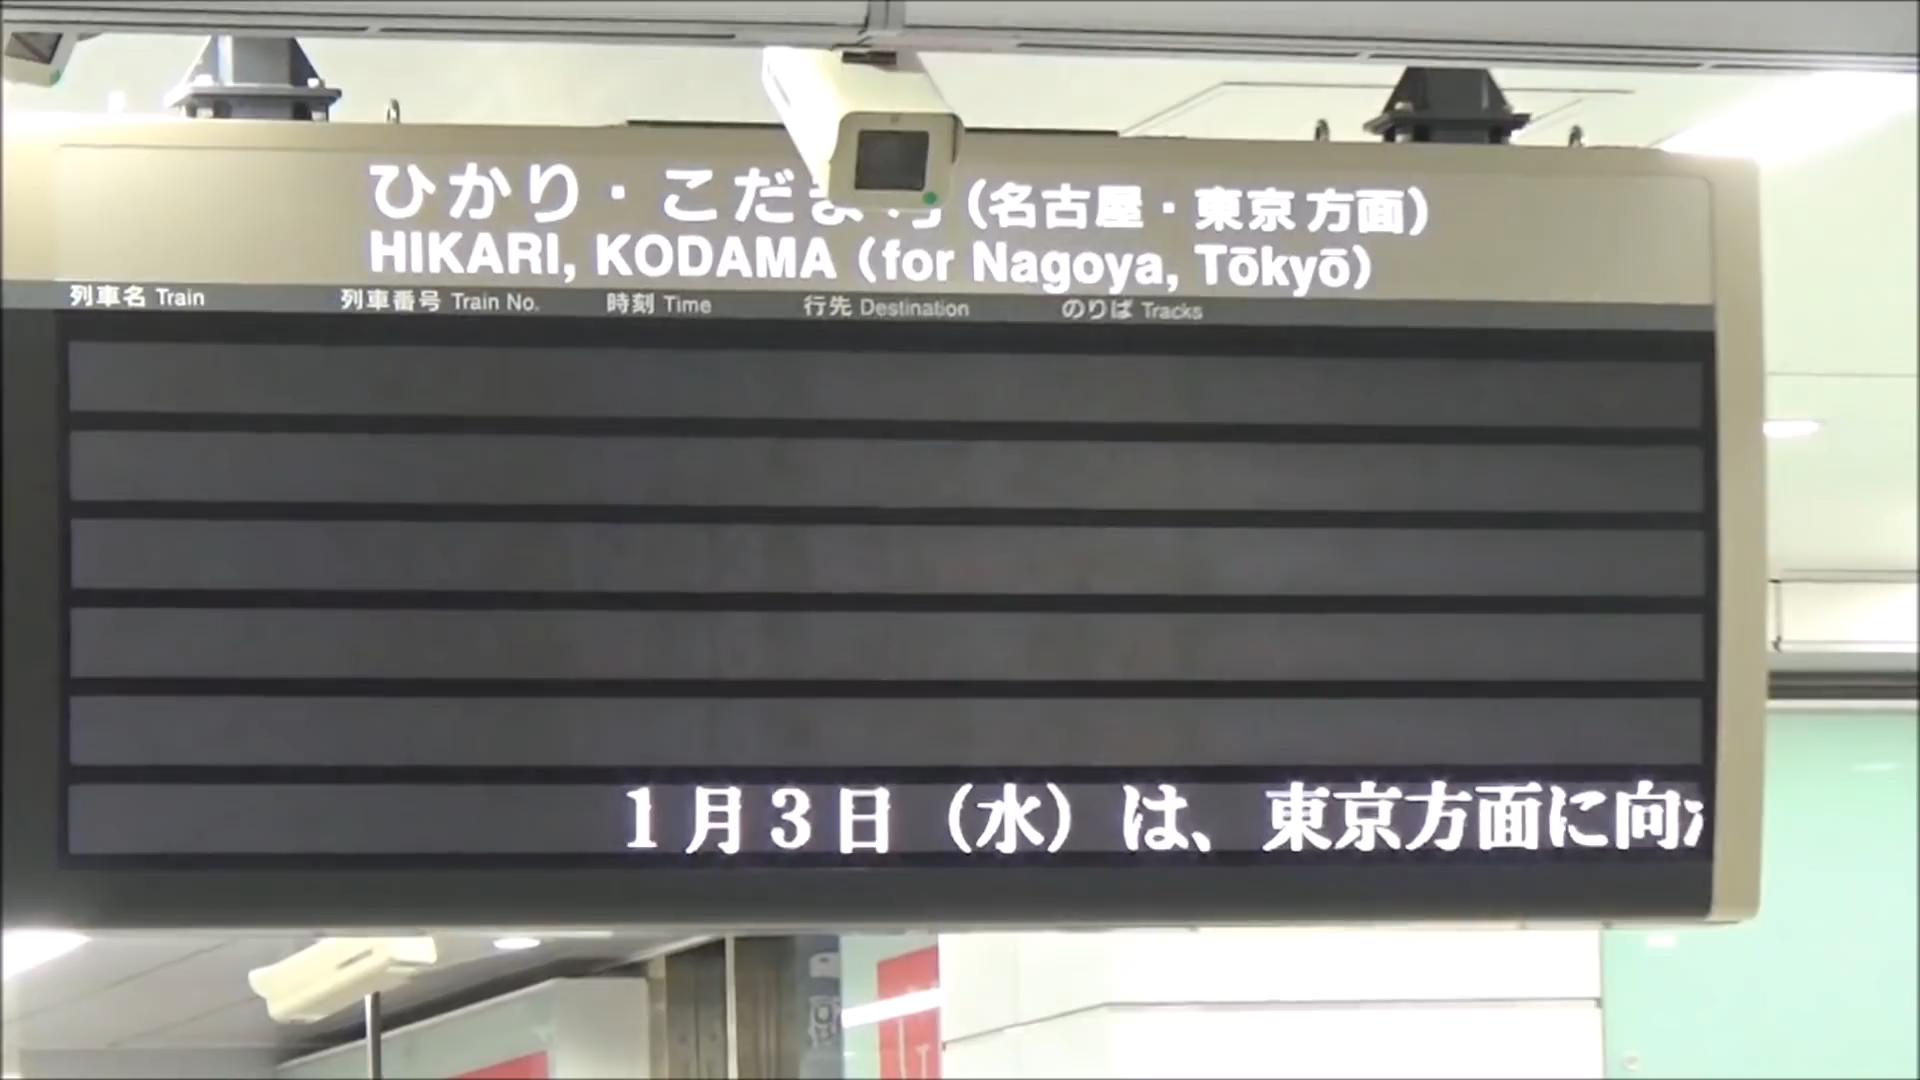 ひかり・こだま号（名古屋・東京方面）
HIKARI, KODAMA (for Nagoya, Tōkyō)
列車名 Train 列車番号 Train No. 時刻 Time 行先 Destination のりば Tracks
１月３日（水）は、東京方面に向か